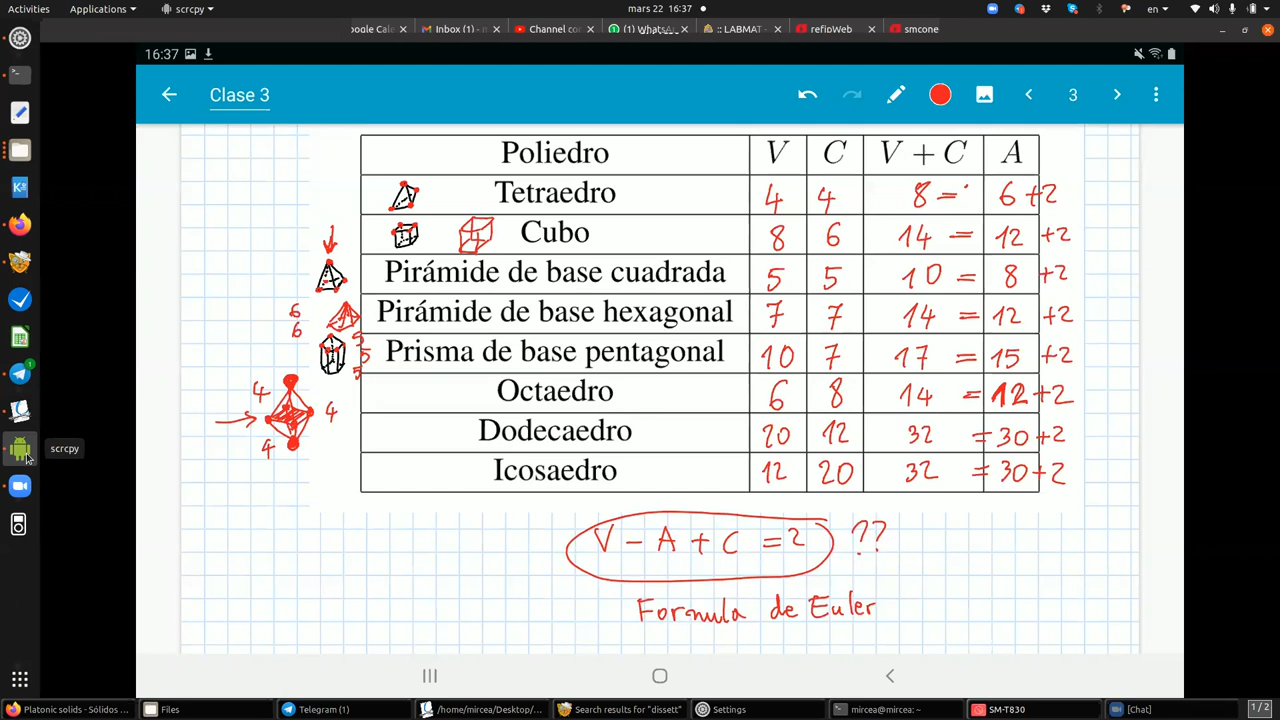 Activities Applications scrcpy mars 22 16:37 en
oogle Cale Inbox (1) - m Channel con (1) WhatsA :: LABMAT - refipWeb smcone
16:37
Clase 3 3
Poliedro V C V + C A
Tetraedro 4 4 8 = 6 +2
Cubo 8 6 14 = 12 +2
Pirámide de base cuadrada 5 5 10 = 8 +2
6 6 Pirámide de base hexagonal 7 7 14 = 12 +2
5 5 5 Prisma de base pentagonal 10 7 17 = 15 +2
4 4 4 Octaedro 6 8 14 = 12 +2
Dodecaedro 20 12 32 = 30 +2
scrcpy
Icosaedro 12 20 32 = 30 +2
V - A + C = 2 ??
Formula de Euler
Platonic solids - Sólidos ... Files Telegram (1) /home/mircea/Desktop/... Search results for "dissett" Settings mircea@mircea: ~ SM-T830 [Chat] 1 / 2